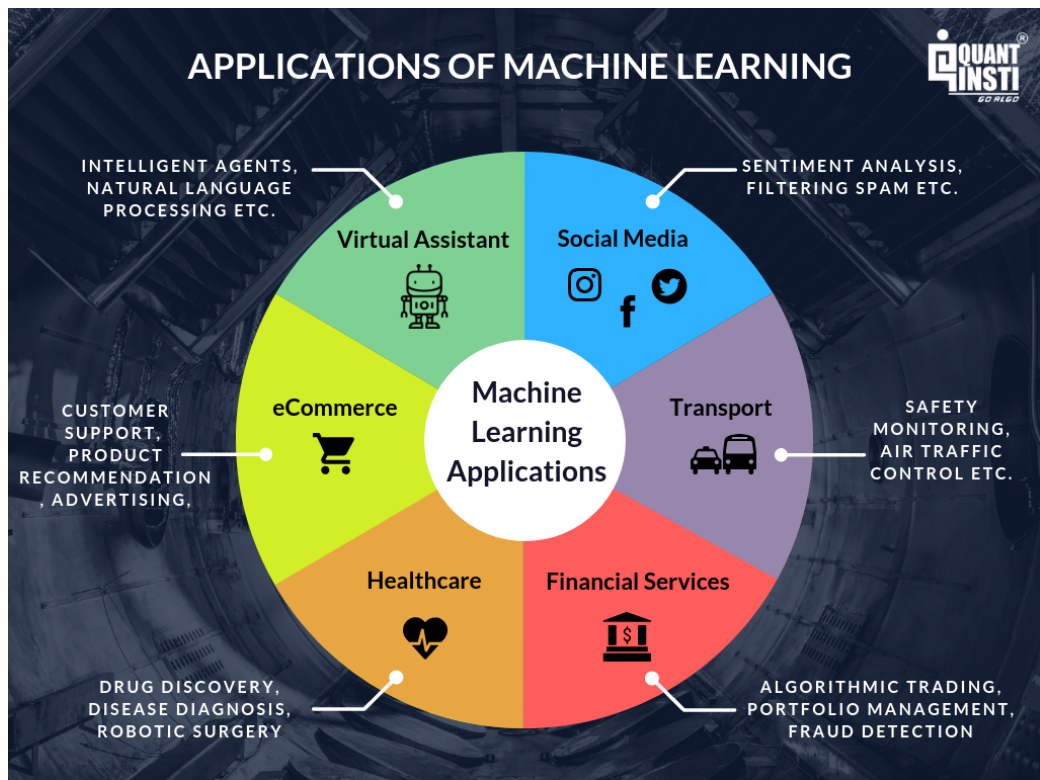 APPLICATIONS OF MACHINE LEARNING
QUANT
INSTI
GO ALGO
®
INTELLIGENT AGENTS,
NATURAL LANGUAGE
PROCESSING ETC.
SENTIMENT ANALYSIS,
FILTERING SPAM ETC.
Virtual Assistant
Social Media
f
Machine
Learning
Applications
eCommerce
Transport
CUSTOMER
SUPPORT,
PRODUCT
RECOMMENDATION
, ADVERTISING,
SAFETY
MONITORING,
AIR TRAFFIC
CONTROL ETC.
Healthcare
Financial Services
$
DRUG DISCOVERY,
DISEASE DIAGNOSIS,
ROBOTIC SURGERY
ALGORITHMIC TRADING,
PORTFOLIO MANAGEMENT,
FRAUD DETECTION